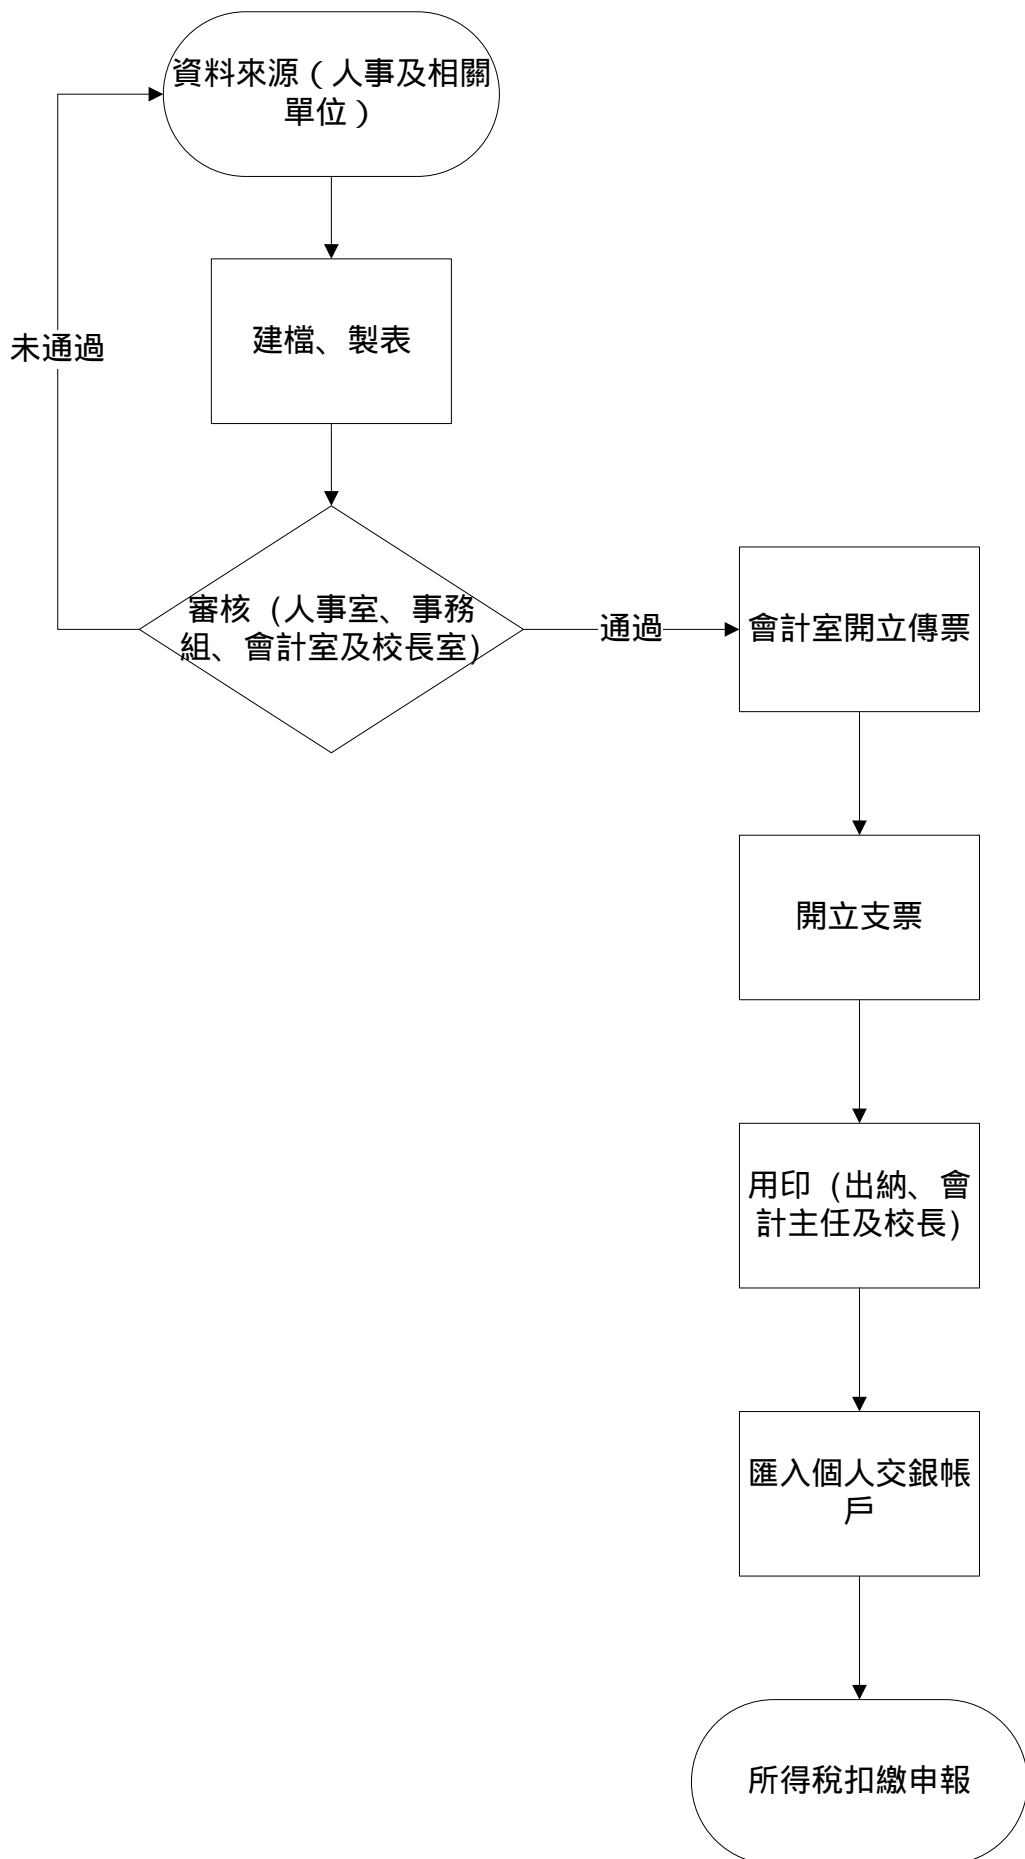 資料來源（人事及相關
單位）
建檔、製表
未通過
審核（人事室、事務
組、會計室及校長室）
通過
會計室開立傳票
開立支票
用印（出納、會
計主任及校長）
匯入個人交銀帳
戶
所得稅扣繳申報